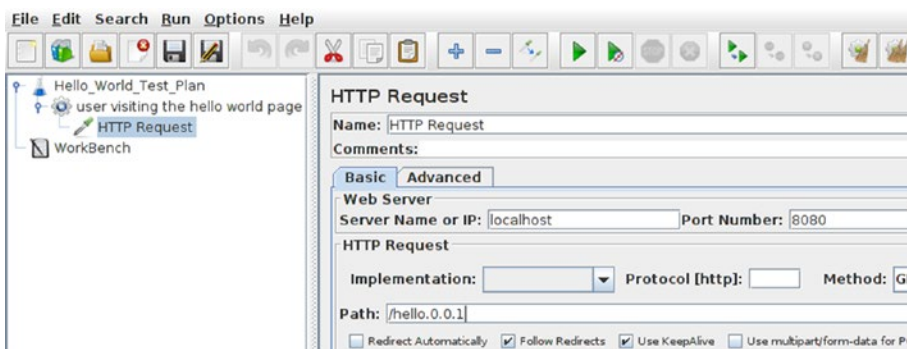 File Edit Search Run Options Help
Hello_World_Test_Plan
user visiting the hello world page
HTTP Request
WorkBench
HTTP Request
Name: HTTP Request
Comments:
Basic Advanced
Web Server
Server Name or IP: localhost Port Number: 8080
HTTP Request
Implementation: Protocol [http]: Method: G
Path: /hello.0.0.1
Redirect Automatically Follow Redirects Use KeepAlive Use multipart/form-data for P